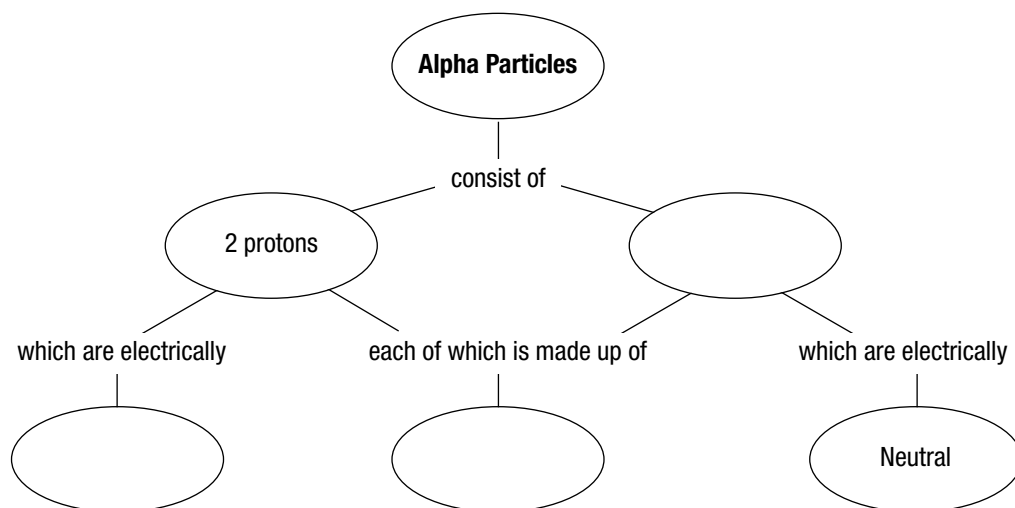 Alpha Particles
consist of
2 protons
which are electrically
each of which is made up of
which are electrically
Neutral